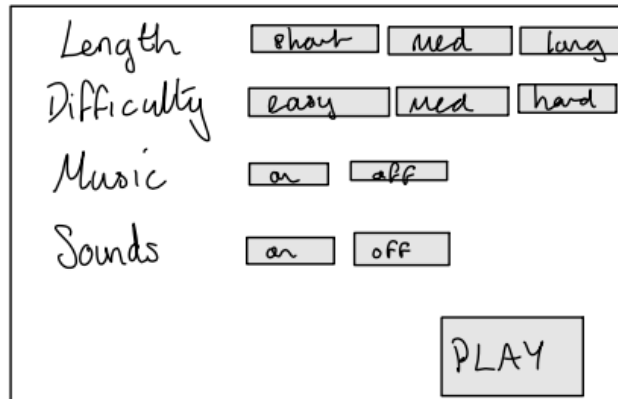 Length short med long
Difficulty easy med hard
Music on off
Sounds on off
PLAY